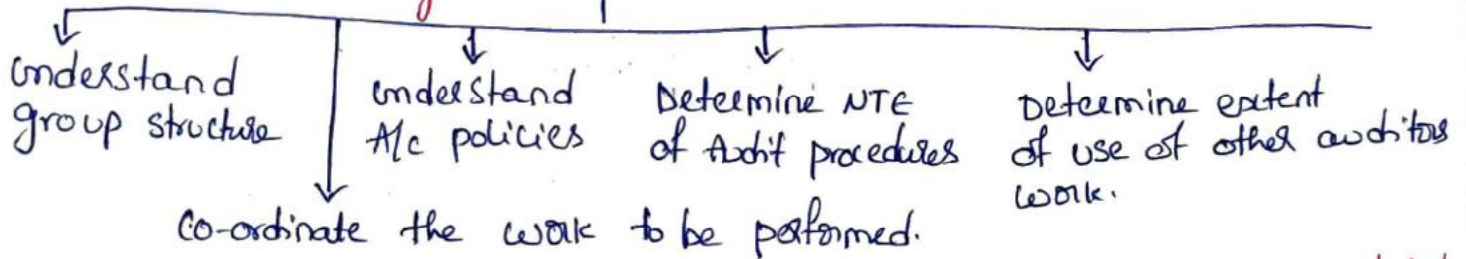 understand
group structure
understand
A/c policies
Determine NTE
of Audit procedures
Determine extent
of use of other auditors
work.
Co-ordinate the work to be performed.